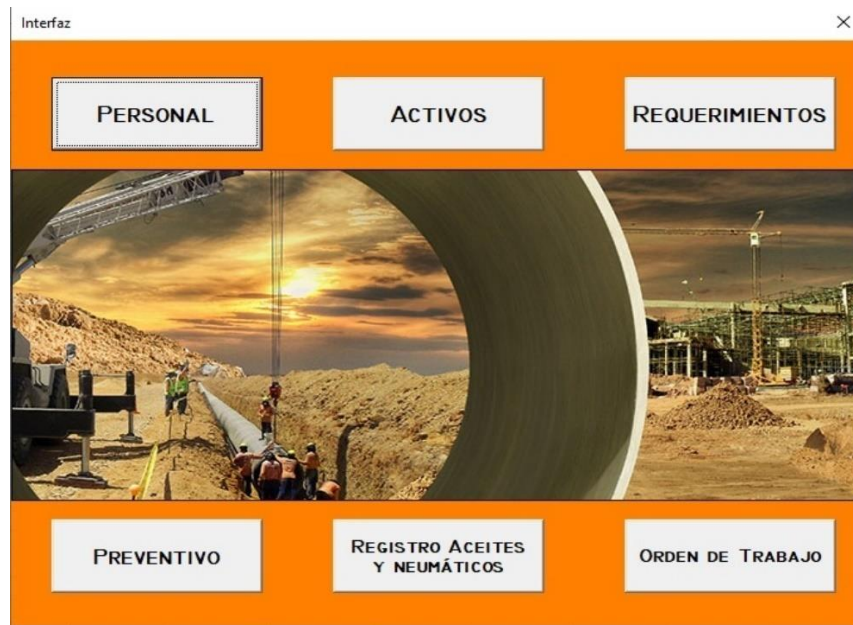 Interfaz
PERSONAL
ACTIVOS
REQUERIMIENTOS
PREVENTIVO
REGISTRO ACEITES
Y NEUMÁTICOS
ORDEN DE TRABAJO